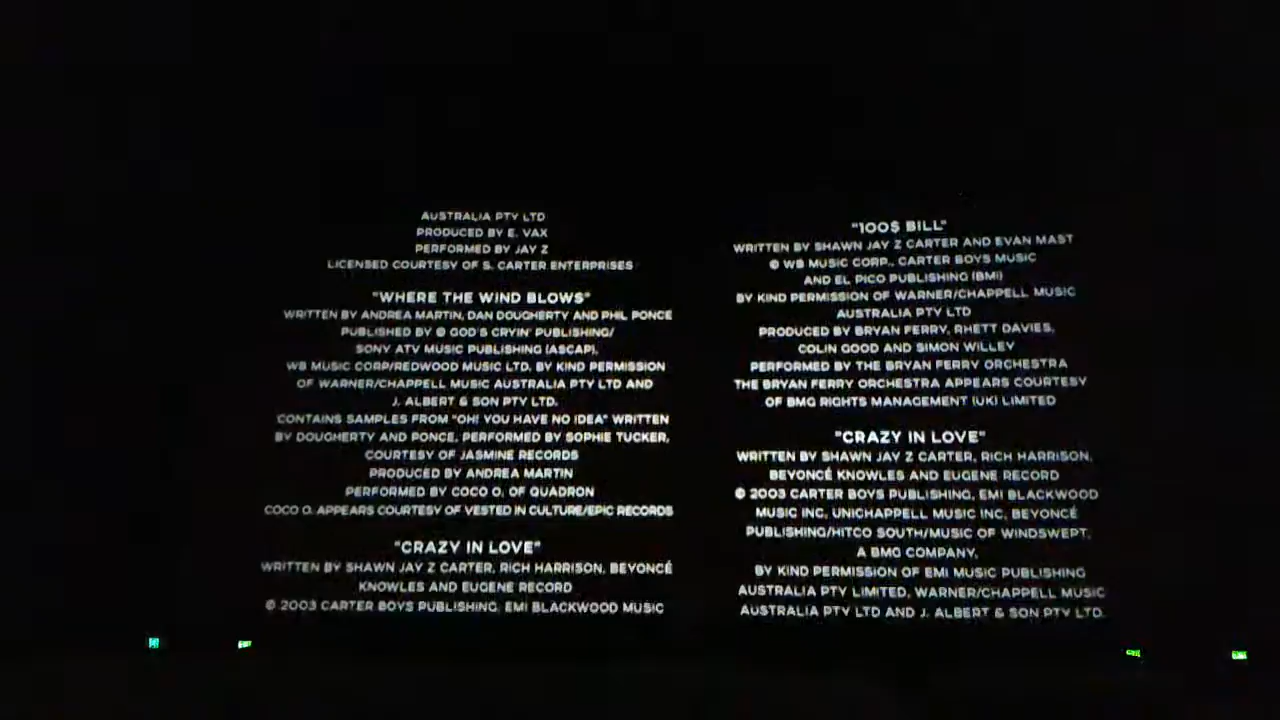 AUSTRALIA PTY LTD
PRODUCED BY E. VAX
PERFORMED BY JAY Z
LICENSED COURTESY OF S. CARTER ENTERPRISES
"WHERE THE WIND BLOWS"
WRITTEN BY ANDREA MARTIN, DAN DOUGHERTY AND PHIL PONCE
PUBLISHED BY © GOD'S CRYIN' PUBLISHING/
SONY ATV MUSIC PUBLISHING (ASCAP),
WB MUSIC CORP/REDWOOD MUSIC LTD. BY KIND PERMISSION
OF WARNER/CHAPPELL MUSIC AUSTRALIA PTY LTD AND
J. ALBERT & SON PTY LTD.
CONTAINS SAMPLES FROM "OH! YOU HAVE NO IDEA" WRITTEN
BY DOUGHERTY AND PONCE, PERFORMED BY SOPHIE TUCKER,
COURTESY OF JASMINE RECORDS
PRODUCED BY ANDREA MARTIN
PERFORMED BY COCO O. OF QUADRON
COCO O. APPEARS COURTESY OF VESTED IN CULTURE/EPIC RECORDS
"CRAZY IN LOVE"
WRITTEN BY SHAWN JAY Z CARTER, RICH HARRISON, BEYONCÉ
KNOWLES AND EUGENE RECORD
© 2003 CARTER BOYS PUBLISHING, EMI BLACKWOOD MUSIC
"100$ BILL"
WRITTEN BY SHAWN JAY Z CARTER AND EVAN MAST
© WB MUSIC CORP., CARTER BOYS MUSIC
AND EL PICO PUBLISHING (BMI)
BY KIND PERMISSION OF WARNER/CHAPPELL MUSIC
AUSTRALIA PTY LTD
PRODUCED BY BRYAN FERRY, RHETT DAVIES,
COLIN GOOD AND SIMON WILLEY
PERFORMED BY THE BRYAN FERRY ORCHESTRA
THE BRYAN FERRY ORCHESTRA APPEARS COURTESY
OF BMG RIGHTS MANAGEMENT (UK) LIMITED
"CRAZY IN LOVE"
WRITTEN BY SHAWN JAY Z CARTER, RICH HARRISON,
BEYONCÉ KNOWLES AND EUGENE RECORD
© 2003 CARTER BOYS PUBLISHING, EMI BLACKWOOD
MUSIC INC, UNICHAPPELL MUSIC INC, BEYONCÉ
PUBLISHING/HITCO SOUTH/MUSIC OF WINDSWEPT,
A BMG COMPANY,
BY KIND PERMISSION OF EMI MUSIC PUBLISHING
AUSTRALIA PTY LIMITED, WARNER/CHAPPELL MUSIC
AUSTRALIA PTY LTD AND J. ALBERT & SON PTY LTD.